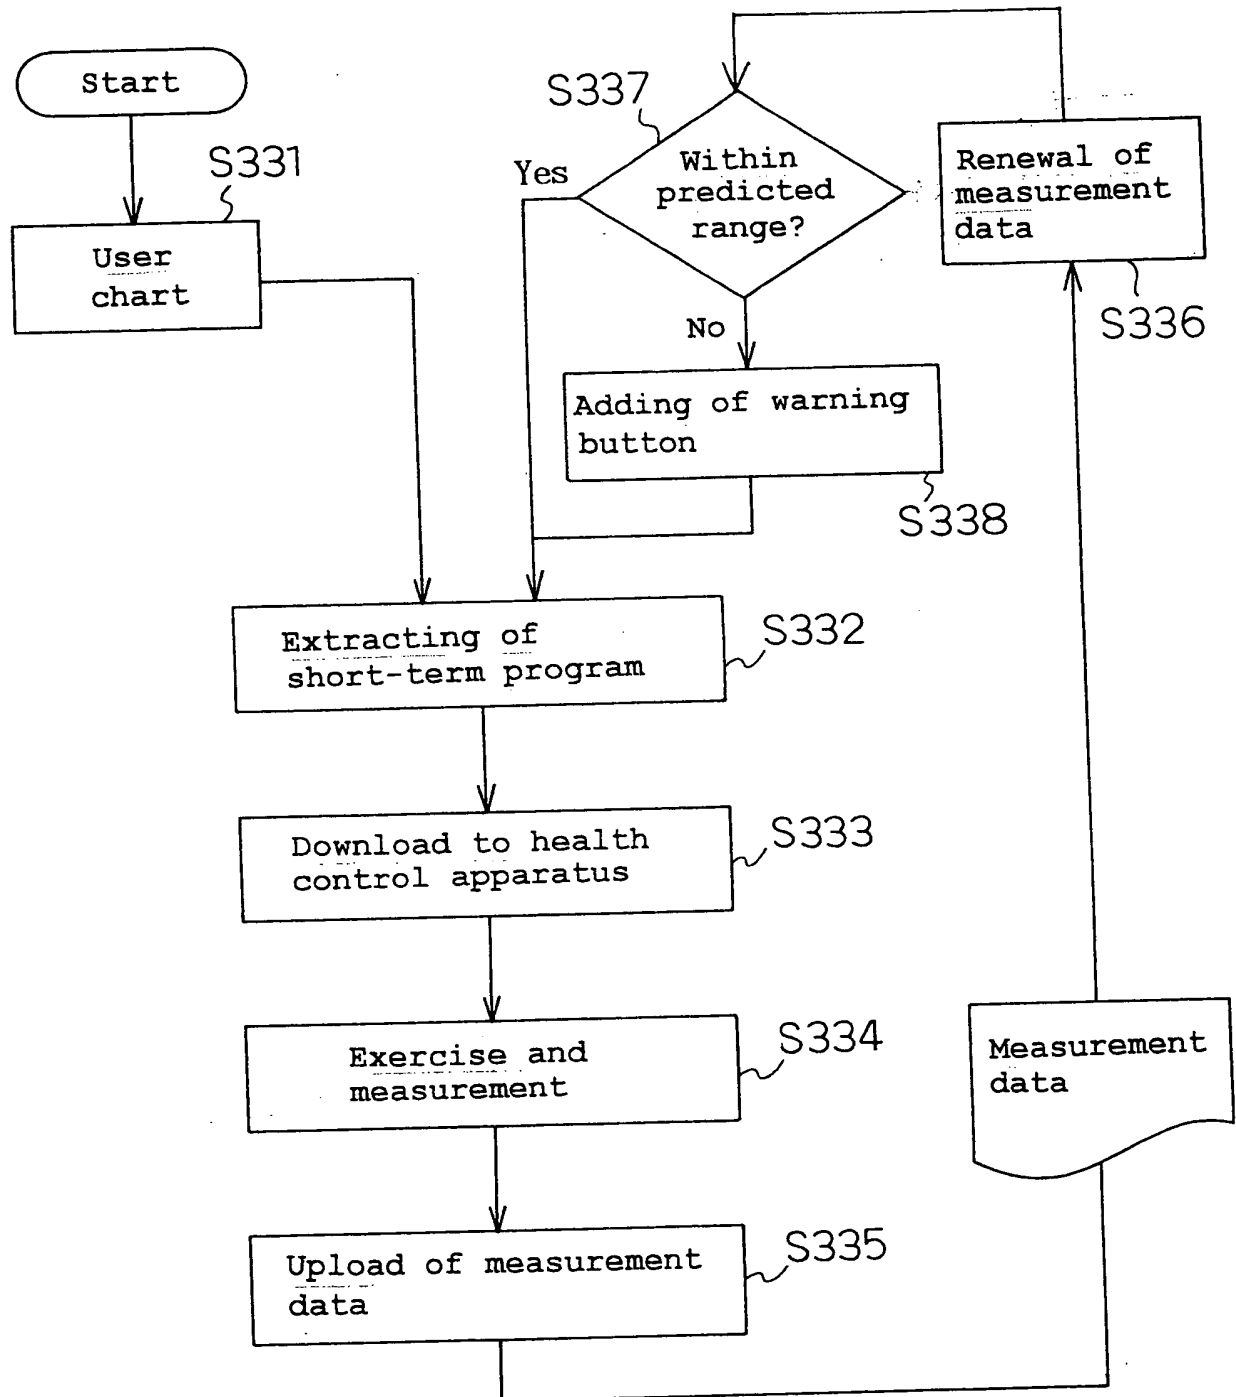 Start
S331
User
chart
S337
Yes
Within
predicted
range?
No
Renewal of
measurement
data
S336
Adding of warning
button
S338
Extracting of
short-term program
S332
Download to health
control apparatus
S333
Exercise and
measurement
S334
Measurement
data
Upload of measurement
data
S335